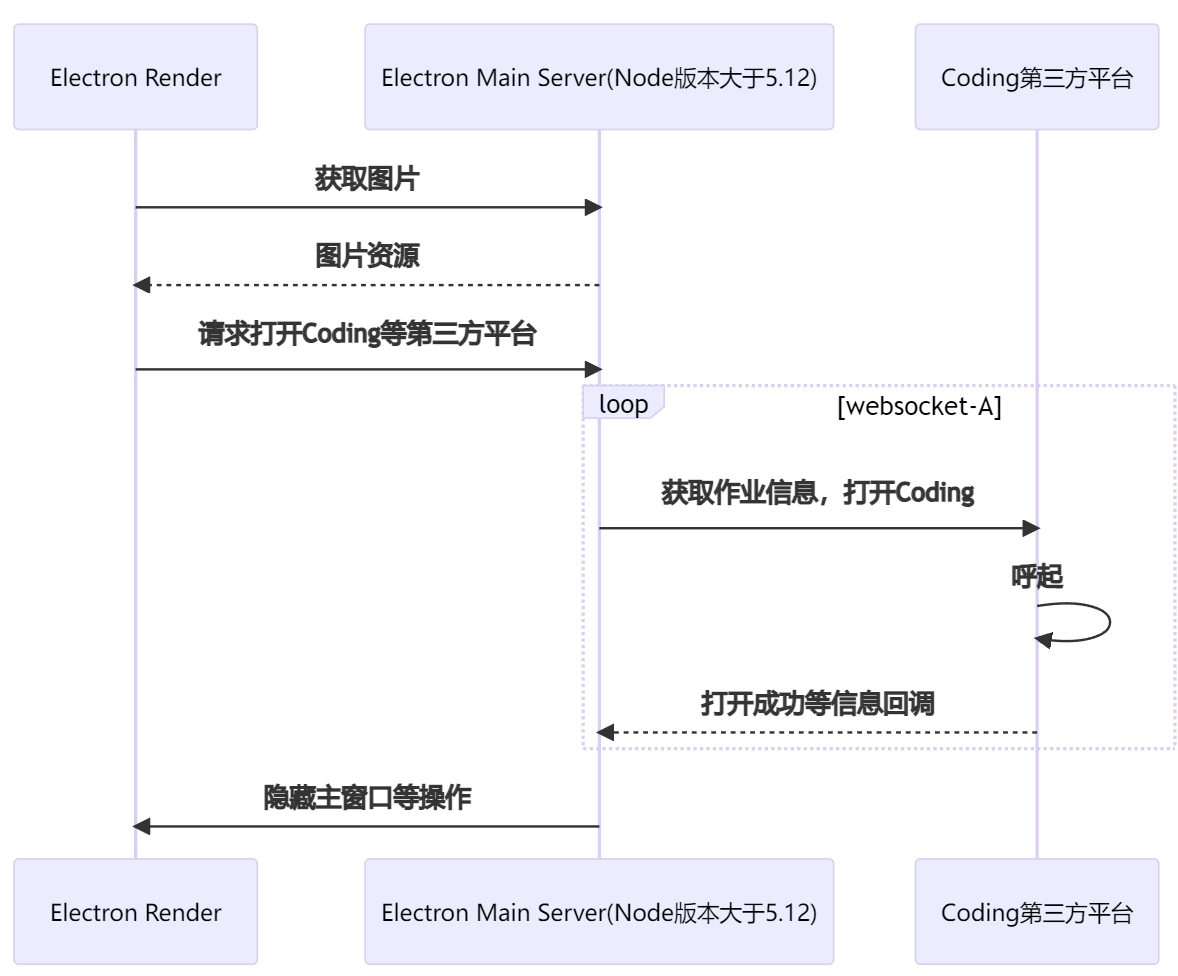 Electron Render
Electron Main Server(Node版本大于5.12)
Coding第三方平台
获取图片
图片资源
请求打开Coding等第三方平台
loop
[websocket-A]
获取作业信息，打开Coding
呼起
打开成功等信息回调
隐藏主窗口等操作
Electron Render
Electron Main Server(Node版本大于5.12)
Coding第三方平台